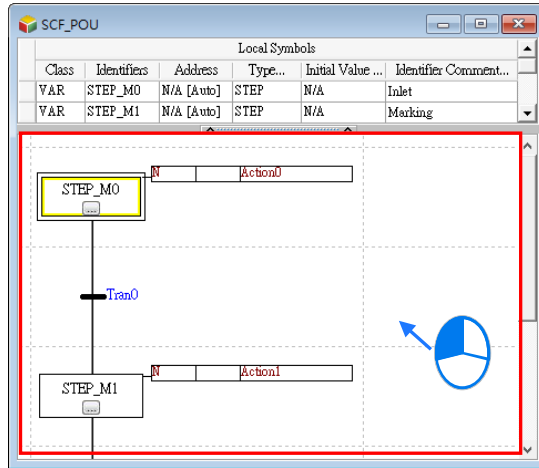 SCF_POU
Local Symbols
Class Identifiers Address Type... Initial Value ... Identifier Comment...
VAR STEP_M0 N/A [Auto] STEP N/A Inlet
VAR STEP_M1 N/A [Auto] STEP N/A Marking
N Action0
STEP_M0
...
Tran0
N Action1
STEP_M1
...